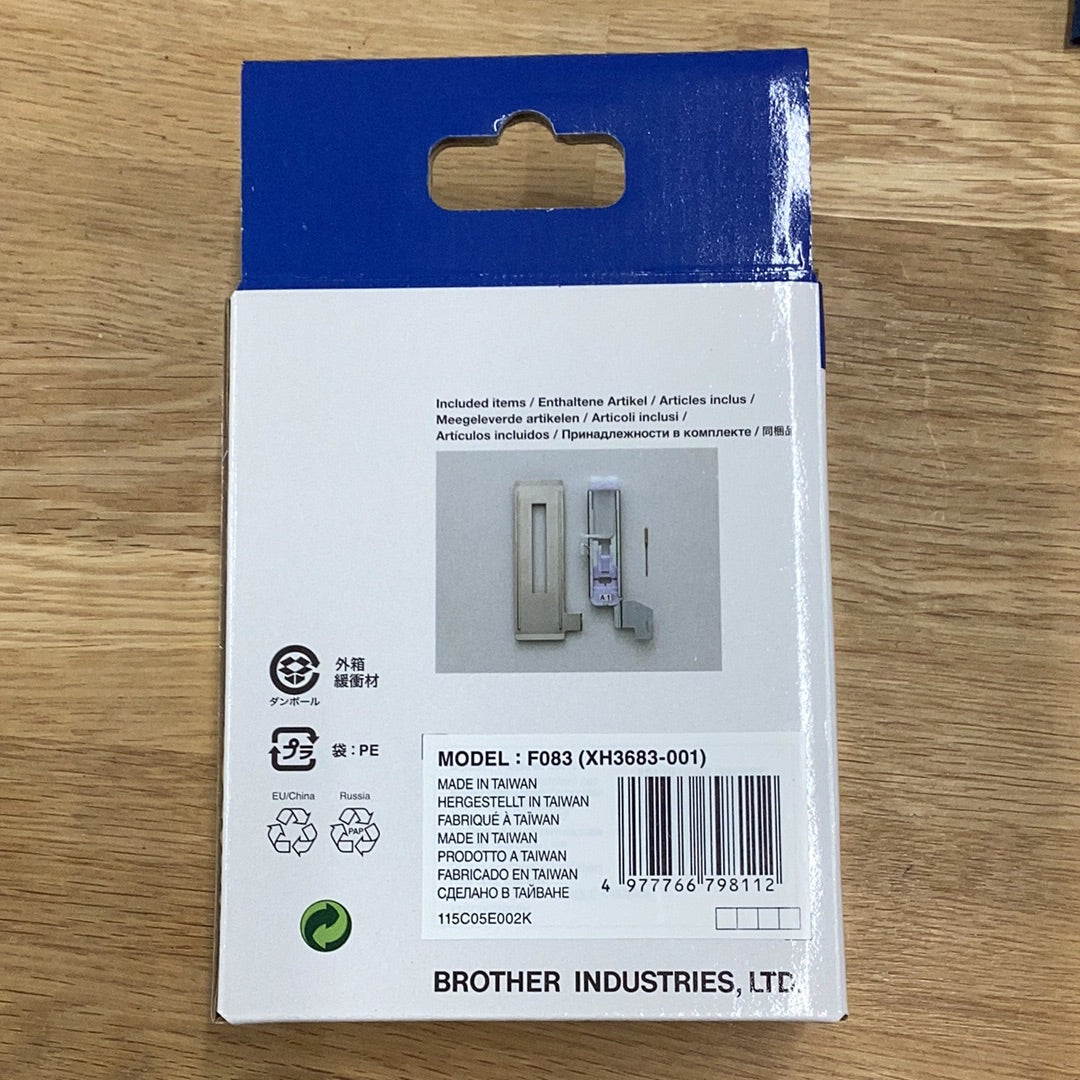 Included items / Enthaltene Artikel / Articles inclus /
Meegeleverde artikelen / Articoli inclusi /
Artículos incluidos / Принадлежности в комплекте / 同梱品
A1
外箱
緩衝材
ダンボール
プラ
袋：PE
EU/China
Russia
PAP
MODEL : F083 (XH3683-001)
MADE IN TAIWAN
HERGESTELLT IN TAIWAN
FABRIQUÉ À TAÏWAN
MADE IN TAIWAN
PRODOTTO A TAIWAN
FABRICADO EN TAIWAN
СДЕЛАНО В ТАЙВАНЕ
4 977766 798112
115C05E002K
BROTHER INDUSTRIES, LTD.